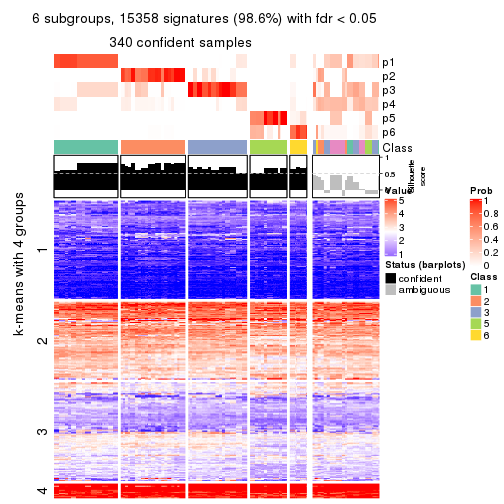 6 subgroups, 15358 signatures (98.6%) with fdr < 0.05
340 confident samples
p1
p2
p3
p4
p5
p6
Class
1
0.5
0
Silhouette
score
k-means with 4 groups
1
2
3
4
Value
5
4
3
2
1
Status (barplots)
confident
ambiguous
Prob
1
0.8
0.6
0.4
0.2
0
Class
1
2
3
5
6